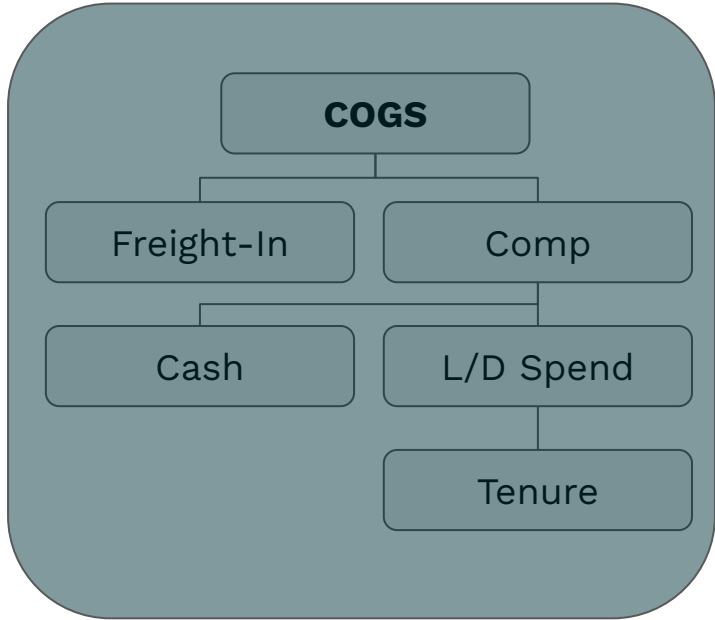 COGS
Freight-In
Comp
Cash
L/D Spend
Tenure